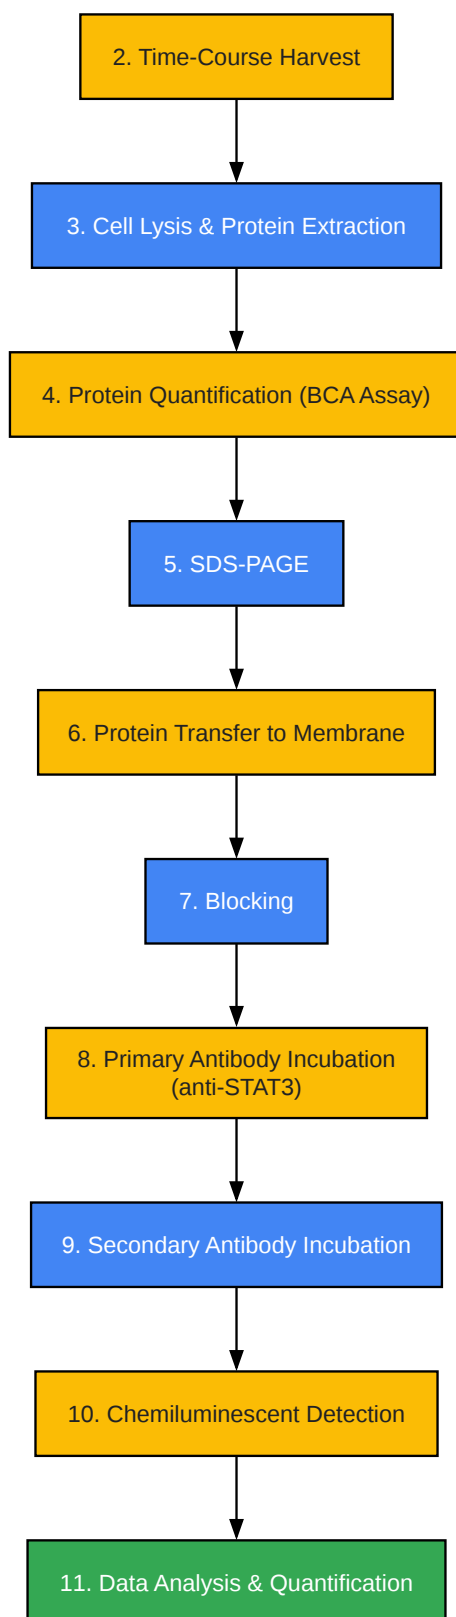 2. Time-Course Harvest
3. Cell Lysis & Protein Extraction
4. Protein Quantification (BCA Assay)
5. SDS-PAGE
6. Protein Transfer to Membrane
7. Blocking
8. Primary Antibody Incubation
(anti-STAT3)
9. Secondary Antibody Incubation
10. Chemiluminescent Detection
11. Data Analysis & Quantification